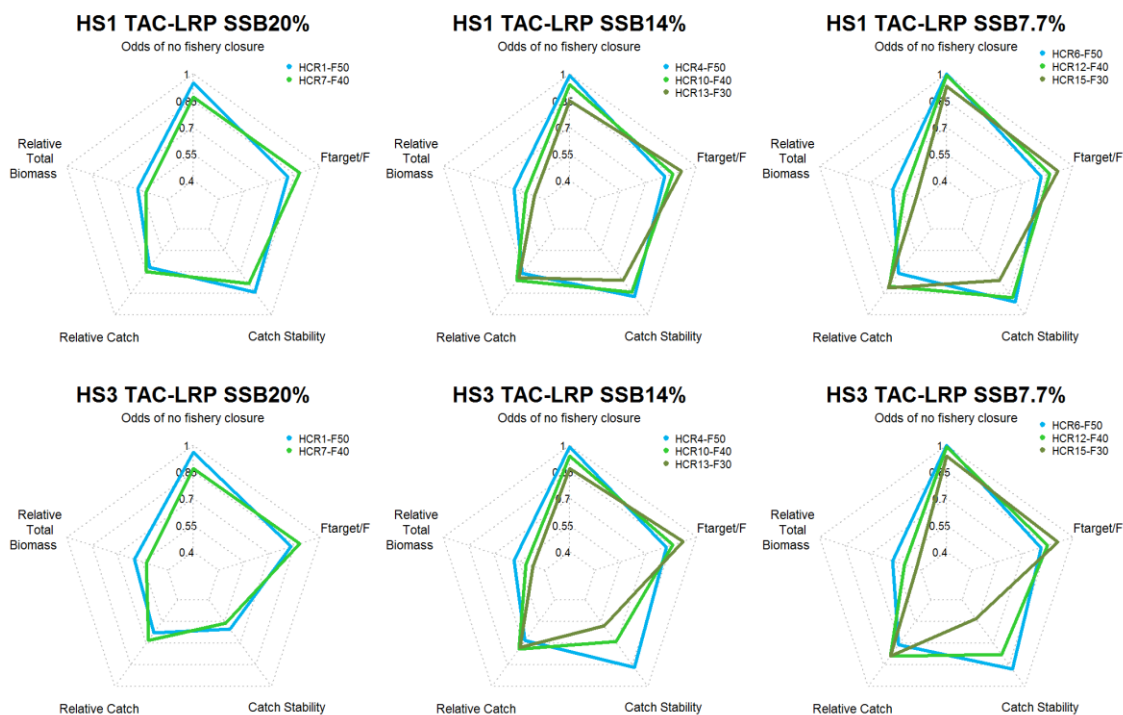 HS1 TAC-LRP SSB20%
Odds of no fishery closure
HCR1-F50
HCR7-F40
1
0.85
0.7
0.55
0.4
Relative
Total
Biomass
Ftarget/F
Relative Catch
Catch Stability
HS1 TAC-LRP SSB14%
Odds of no fishery closure
HCR4-F50
HCR10-F40
HCR13-F30
1
0.85
0.7
0.55
0.4
Relative
Total
Biomass
Ftarget/F
Relative Catch
Catch Stability
HS1 TAC-LRP SSB7.7%
Odds of no fishery closure
HCR6-F50
HCR12-F40
HCR15-F30
1
0.85
0.7
0.55
0.4
Relative
Total
Biomass
Ftarget/F
Relative Catch
Catch Stability
HS3 TAC-LRP SSB20%
Odds of no fishery closure
HCR1-F50
HCR7-F40
1
0.85
0.7
0.55
0.4
Relative
Total
Biomass
Ftarget/F
Relative Catch
Catch Stability
HS3 TAC-LRP SSB14%
Odds of no fishery closure
HCR4-F50
HCR10-F40
HCR13-F30
1
0.85
0.7
0.55
0.4
Relative
Total
Biomass
Ftarget/F
Relative Catch
Catch Stability
HS3 TAC-LRP SSB7.7%
Odds of no fishery closure
HCR6-F50
HCR12-F40
HCR15-F30
1
0.85
0.7
0.55
0.4
Relative
Total
Biomass
Ftarget/F
Relative Catch
Catch Stability